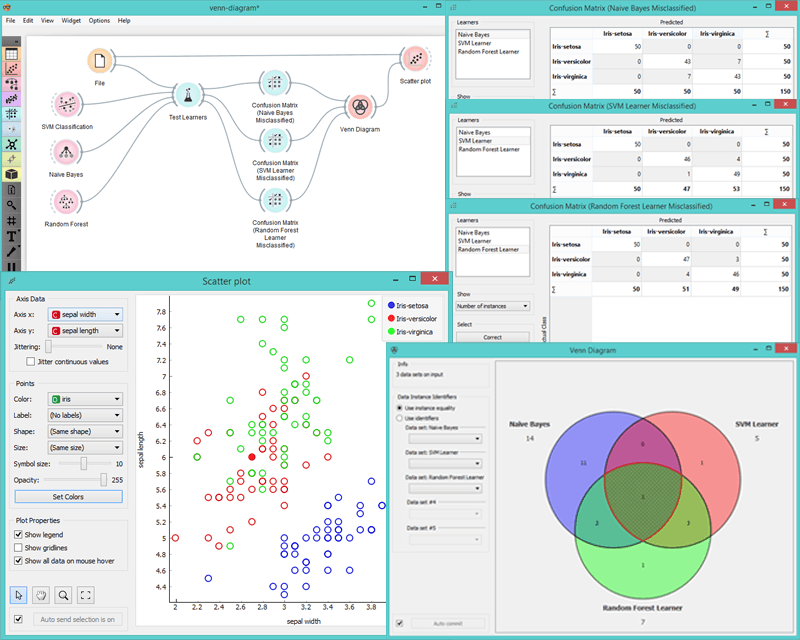 venn-diagram*
File Edit View Widget Options Help
File
SVM Classification
Naive Bayes
Random Forest
Test Learners
Confusion Matrix
(Naive Bayes
Misclassified)
Confusion Matrix
(SVM Learner
Misclassified)
Confusion Matrix
(Random Forest
Learner
Misclassified)
Venn Diagram
Scatter plot
Confusion Matrix (Naive Bayes Misclassified)
Learners
Naive Bayes
SVM Learner
Random Forest Learner
Show
Predicted
Iris-setosa Iris-versicolor Iris-virginica Σ
Iris-setosa 50 0 0 50
Iris-versicolor 0 43 7 50
Iris-virginica 0 7 43 50
Σ 50 50 50 150
Confusion Matrix (SVM Learner Misclassified)
Learners
Naive Bayes
SVM Learner
Random Forest Learner
Show
Predicted
Iris-setosa Iris-versicolor Iris-virginica Σ
Iris-setosa 50 0 0 50
Iris-versicolor 0 46 4 50
Iris-virginica 0 1 49 50
Σ 50 47 53 150
Confusion Matrix (Random Forest Learner Misclassified)
Learners
Naive Bayes
SVM Learner
Random Forest Learner
Show
Number of instances
Select
Correct
Predicted
Iris-setosa Iris-versicolor Iris-virginica Σ
Iris-setosa 50 0 0 50
Iris-versicolor 0 47 3 50
Iris-virginica 0 4 46 50
Σ 50 51 49 150
Scatter plot
Axis Data
Axis x: C sepal width
Axis y: C sepal length
Jittering: None
Jitter continuous values
Points
Color: D iris
Label: (No labels)
Shape: (Same shape)
Size: (Same size)
Symbol size: 10
Opacity: 255
Set Colors
Plot Properties
Show legend
Show gridlines
Show all data on mouse hover
Auto send selection is on
sepal length
7.8
7.6
7.4
7.2
7
6.8
6.6
6.4
6.2
6
5.8
5.6
5.4
5.2
5
4.8
4.6
4.4
2 2.2 2.4 2.6 2.8 3 3.2 3.4 3.6 3.8
sepal width
Iris-setosa
Iris-versicolor
Iris-virginica
Venn Diagram
Info
3 data sets on input
Data Instance Identifiers
Use instance equality
Use identifiers
Data set: Naive Bayes
Data set: SVM Learner
Data set: Random Forest Learner
Data set: #4
Data set: #5
Auto commit
Naive Bayes
14
SVM Learner
5
11
0
1
1
2
3
1
Random Forest Learner
7